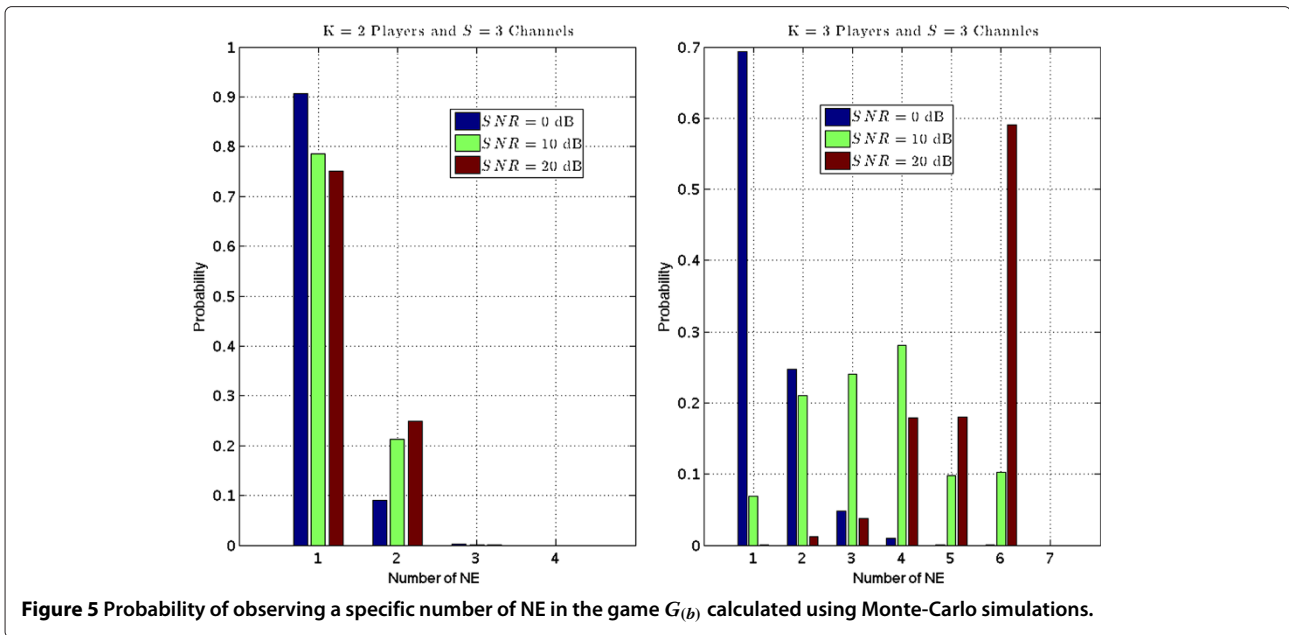 K = 2 Players and S = 3 Channels
1
0.9
0.8
0.7
0.6
0.5
0.4
0.3
0.2
0.1
0
Probability
SNR = 0 dB
SNR = 10 dB
SNR = 20 dB
1 2 3 4
Number of NE
K = 3 Players and S = 3 Channles
0.7
0.6
0.5
0.4
0.3
0.2
0.1
0
Probability
SNR = 0 dB
SNR = 10 dB
SNR = 20 dB
1 2 3 4 5 6 7
Number of NE
Figure 5 Probability of observing a specific number of NE in the game G(b) calculated using Monte-Carlo simulations.